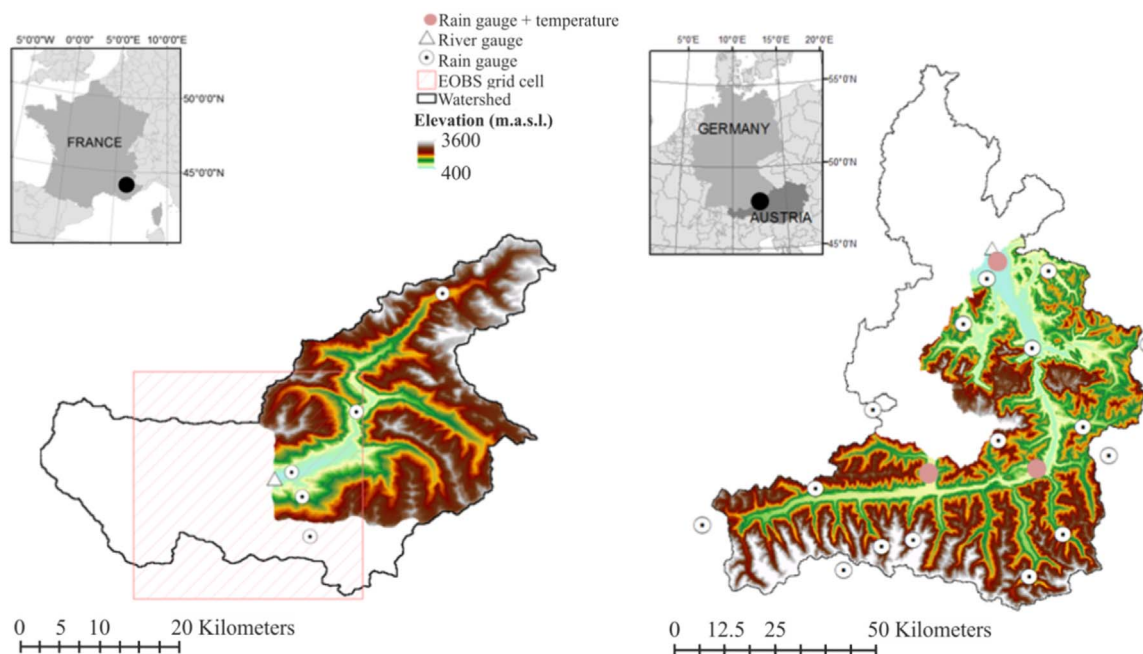 5°0'0"W 0°0'0" 5°0'0"E 10°0'0"E
50°0'0"N
FRANCE
45°0'0"N
Rain gauge + temperature
River gauge
Rain gauge
EOBS grid cell
Watershed
Elevation (m.a.s.l.)
3600
400
5°0'E 10°0'E 15°0'E 20°0'E
55°0'N
GERMANY
50°0'N
AUSTRIA
45°0'N
0 5 10 20 Kilometers
0 12.5 25 50 Kilometers